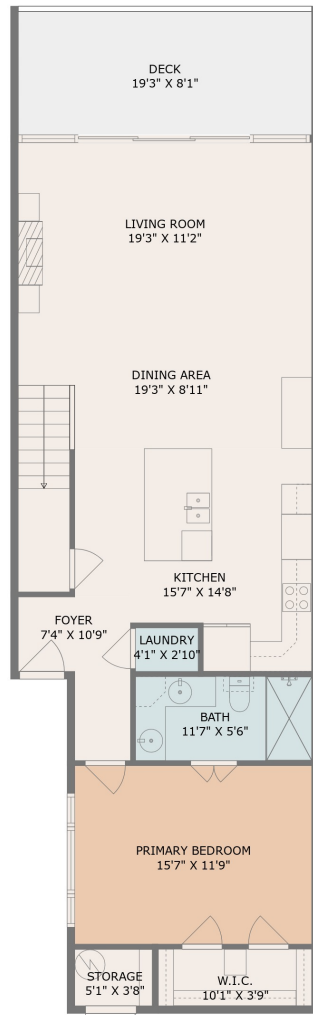 DECK
19'3" X 8'1"
LIVING ROOM
19'3" X 11'2"
DINING AREA
19'3" X 8'11"
KITCHEN
15'7" X 14'8"
FOYER
7'4" X 10'9"
LAUNDRY
4'1" X 2'10"
BATH
11'7" X 5'6"
PRIMARY BEDROOM
15'7" X 11'9"
STORAGE
5'1" X 3'8"
W.I.C.
10'1" X 3'9"